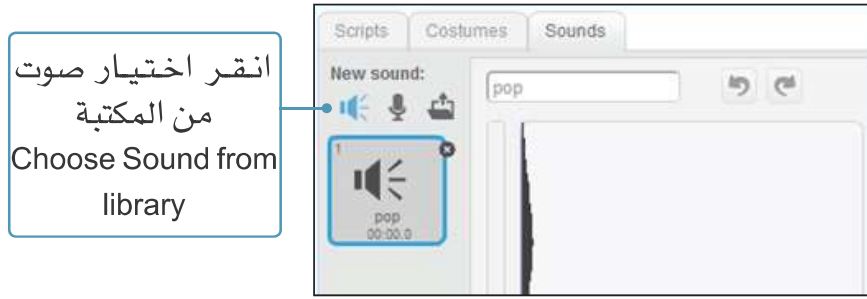 انقر اختيار صوت
من المكتبة
Choose Sound from
library
Scripts Costumes Sounds
New sound:
pop
1
pop
00:00.0